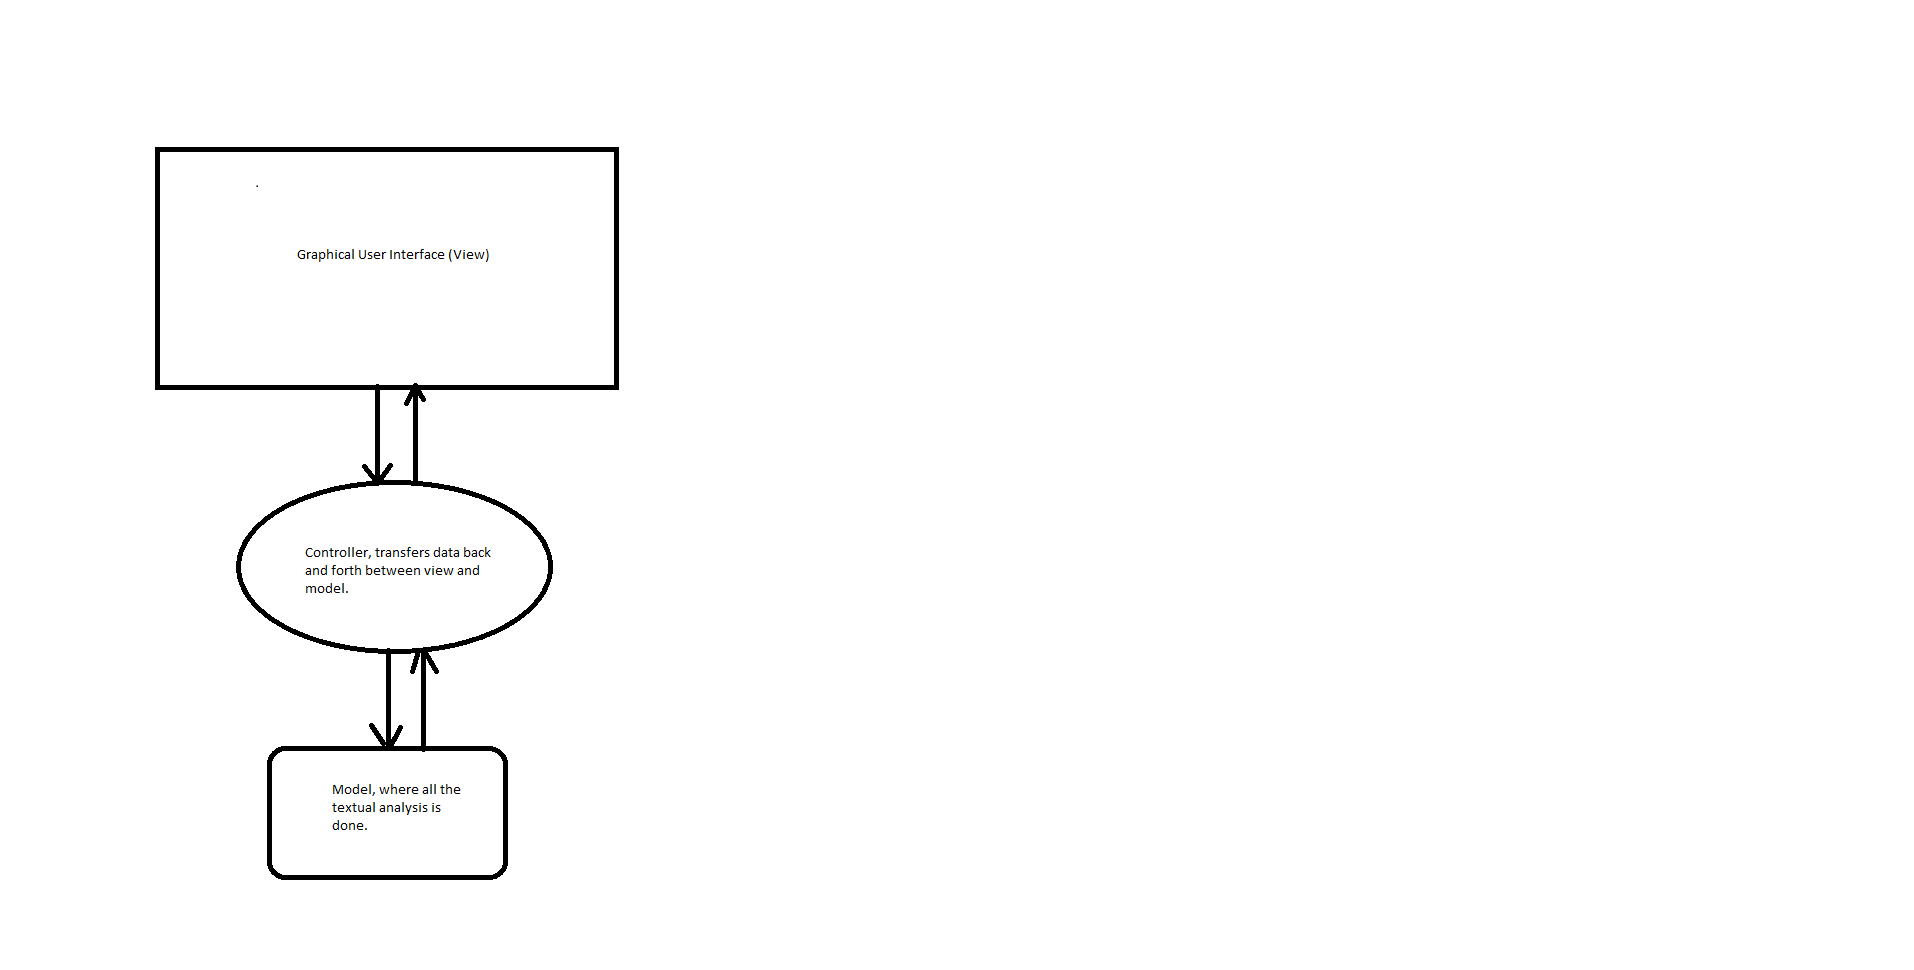 Graphical User Interface (View)
Controller, transfers data back
and forth between view and
model.
Model, where all the
textual analysis is
done.